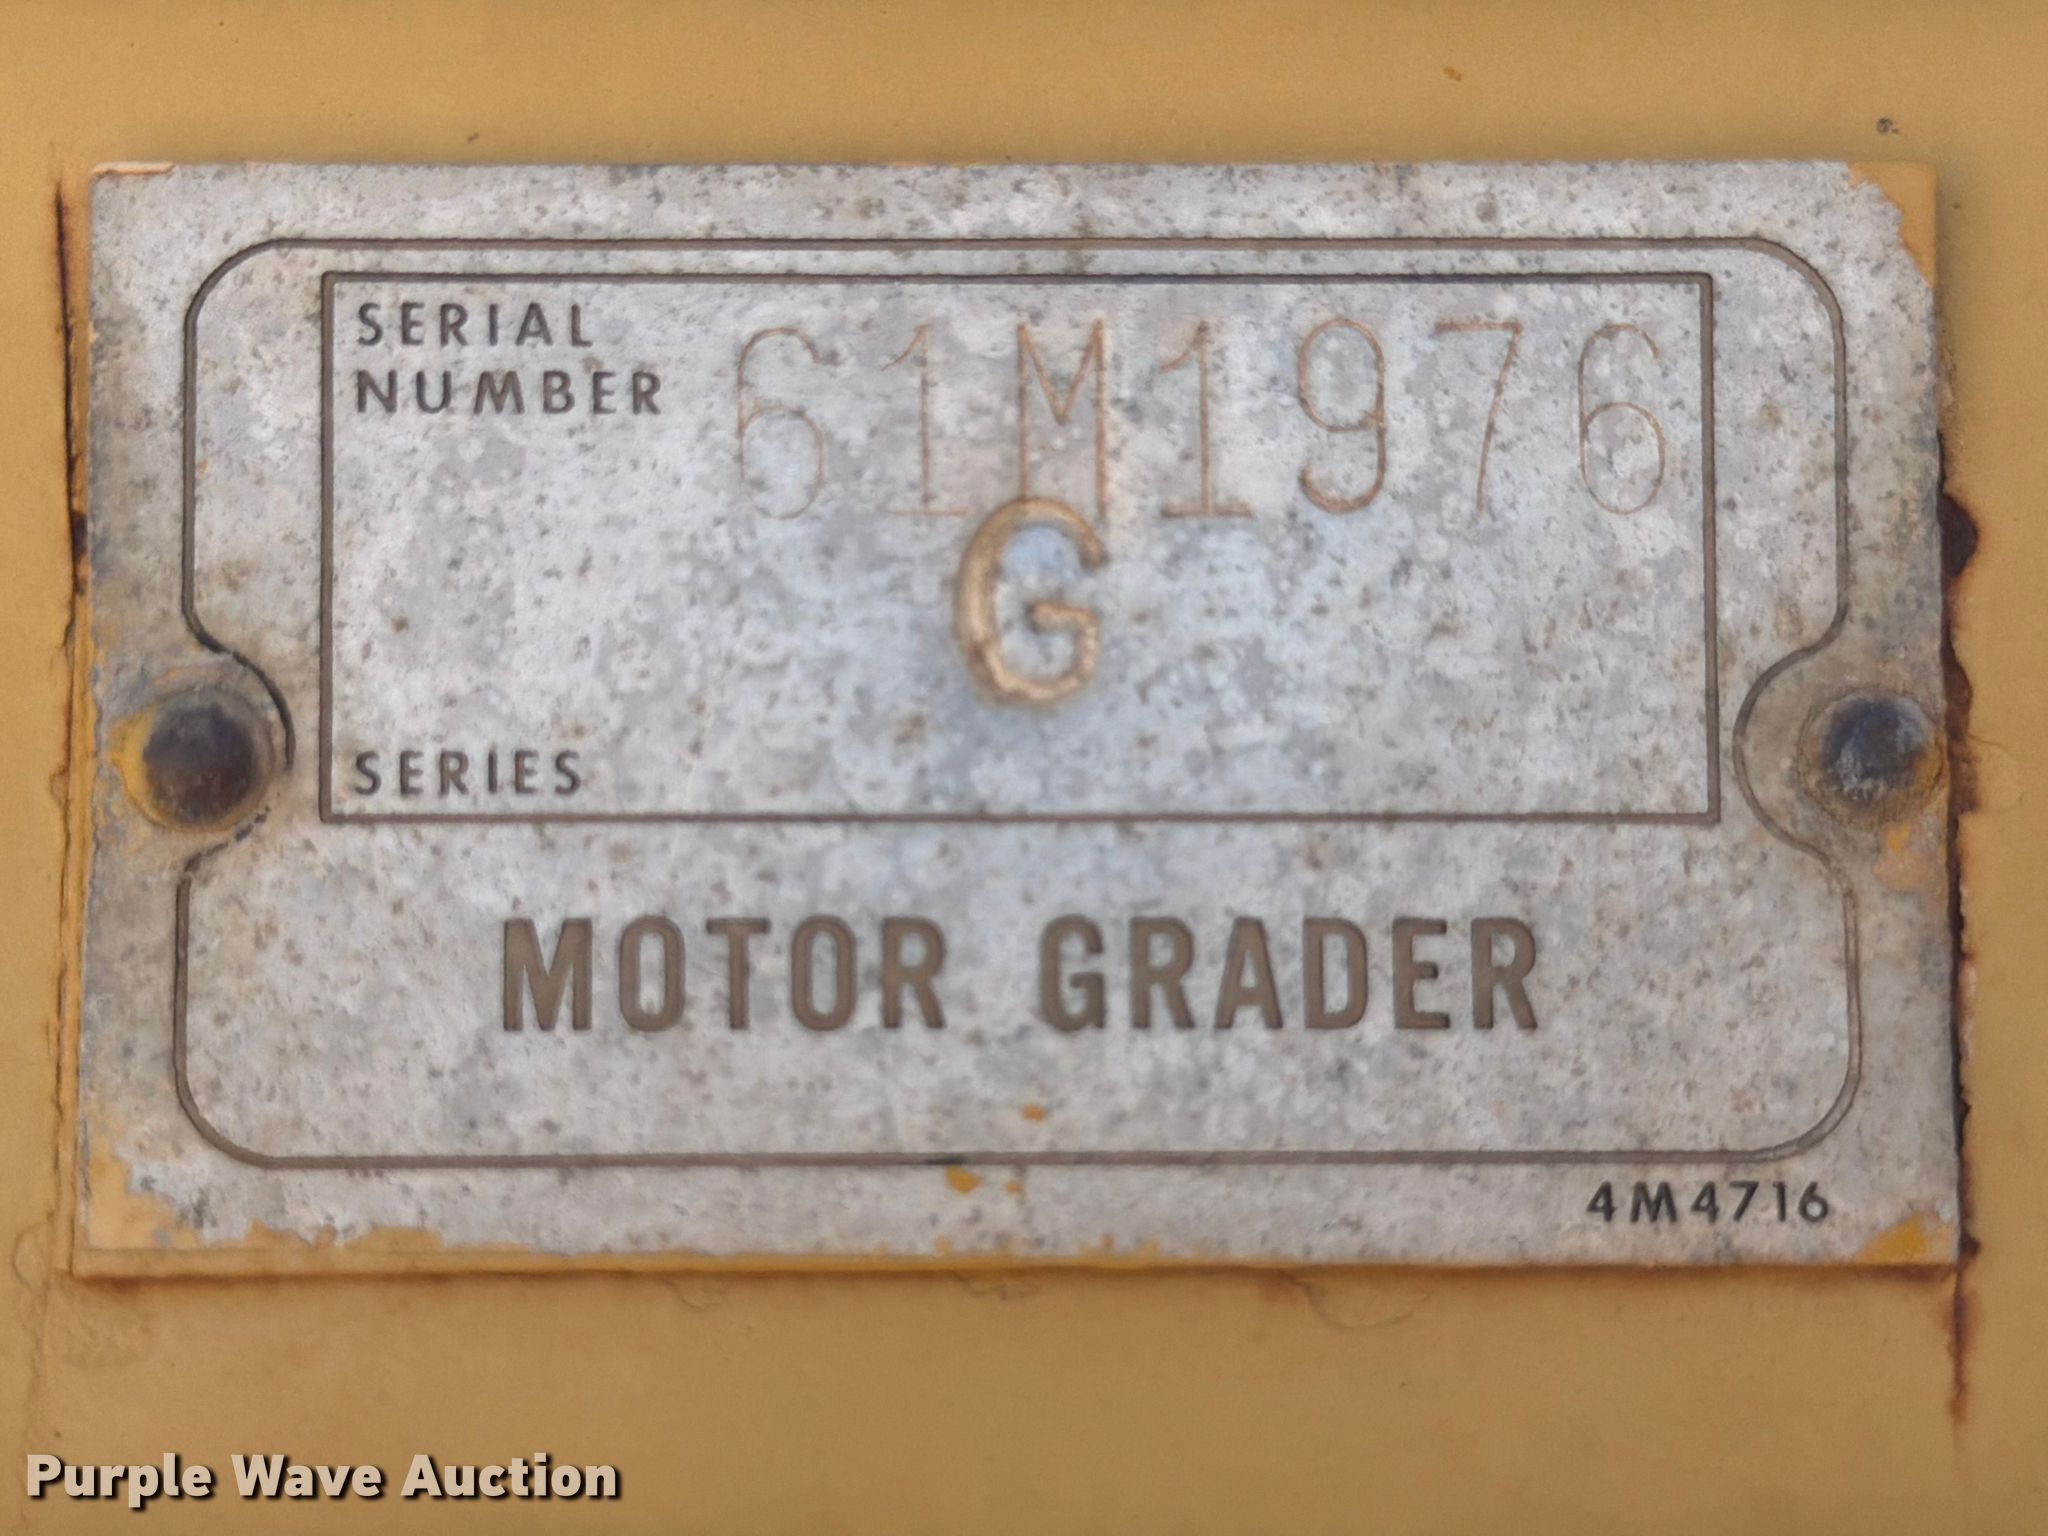 SERIAL
NUMBER 61M1976
G
SERIES
MOTOR GRADER
4M4716
Purple Wave Auction